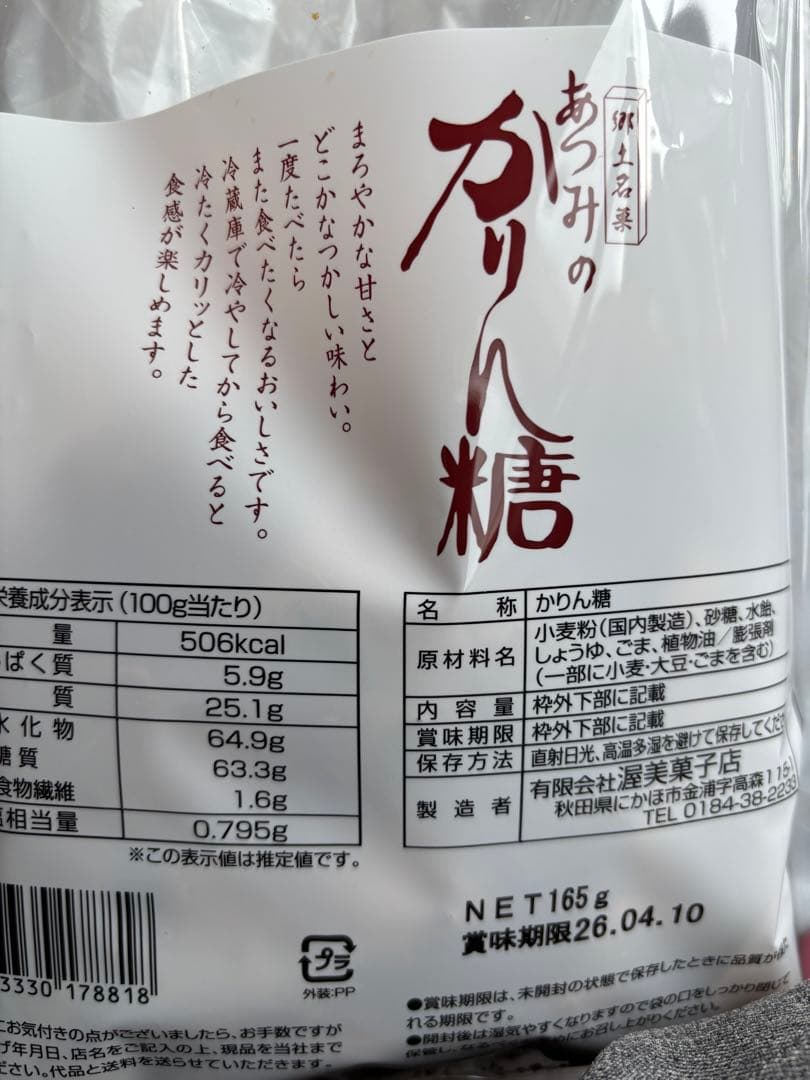 郷土名菓
あつみの
かりん糖
まろやかな甘さと
どこかなつかしい味わい。
一度たべたら
また食べたくなるおいしさです。
冷蔵庫で冷やしてから食べると
冷たくカリッとした
食感が楽しめます。
栄養成分表示(100g当たり)
量 506kcal
ぱく質 5.9g
質 25.1g
水化物 64.9g
糖質 63.3g
食物繊維 1.6g
相当量 0.795g
※この表示値は推定値です。
名称 かりん糖
原材料名 小麦粉(国内製造)、砂糖、水飴、
しょうゆ、ごま、植物油/膨張剤
(一部に小麦・大豆・ごまを含む)
内容量 枠外下部に記載
賞味期限 枠外下部に記載
保存方法 直射日光、高温多湿を避けて保存してくだ
製造者 有限会社渥美菓子店
秋田県にかほ市金浦字高森115-
TEL 0184-38-2233
NET165g
賞味期限26.04.10
3330 178818
プラ
外装:PP
●賞味期限は、未開封の状態で保存したときに品質が
れる期限です。
●開封後は湿気やすくなりますので袋の口をしっかり閉じて
お召し上がりください。
お気付きの点がございましたら、お手数ですが
年月日、店名をご記入の上、現品を当社まで
ださい。代品と送料を送らせていただきます。